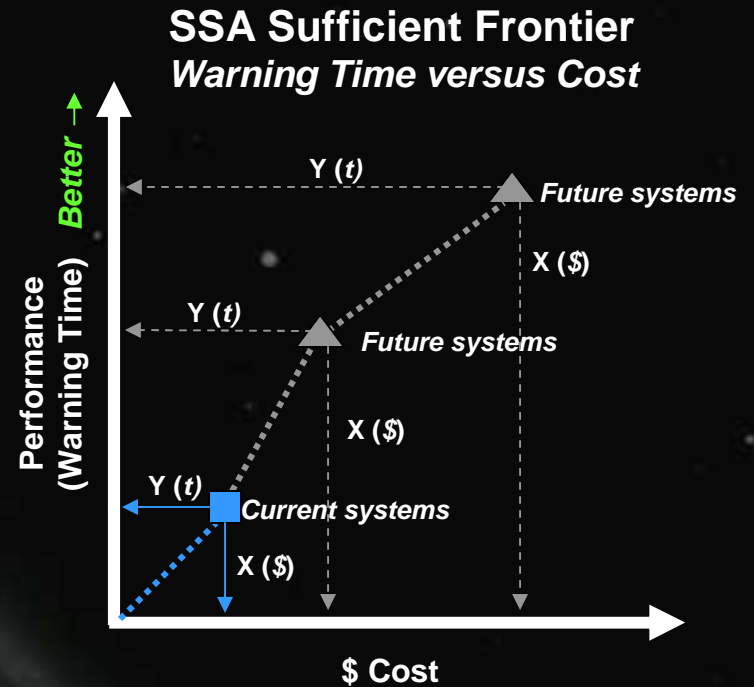 SSA Sufficient Frontier
Warning Time versus Cost
Better →
Performance
(Warning Time)
Y (t)
Future systems
X ($)
Y (t)
Future systems
X ($)
Y (t)
Current systems
X ($)
$ Cost